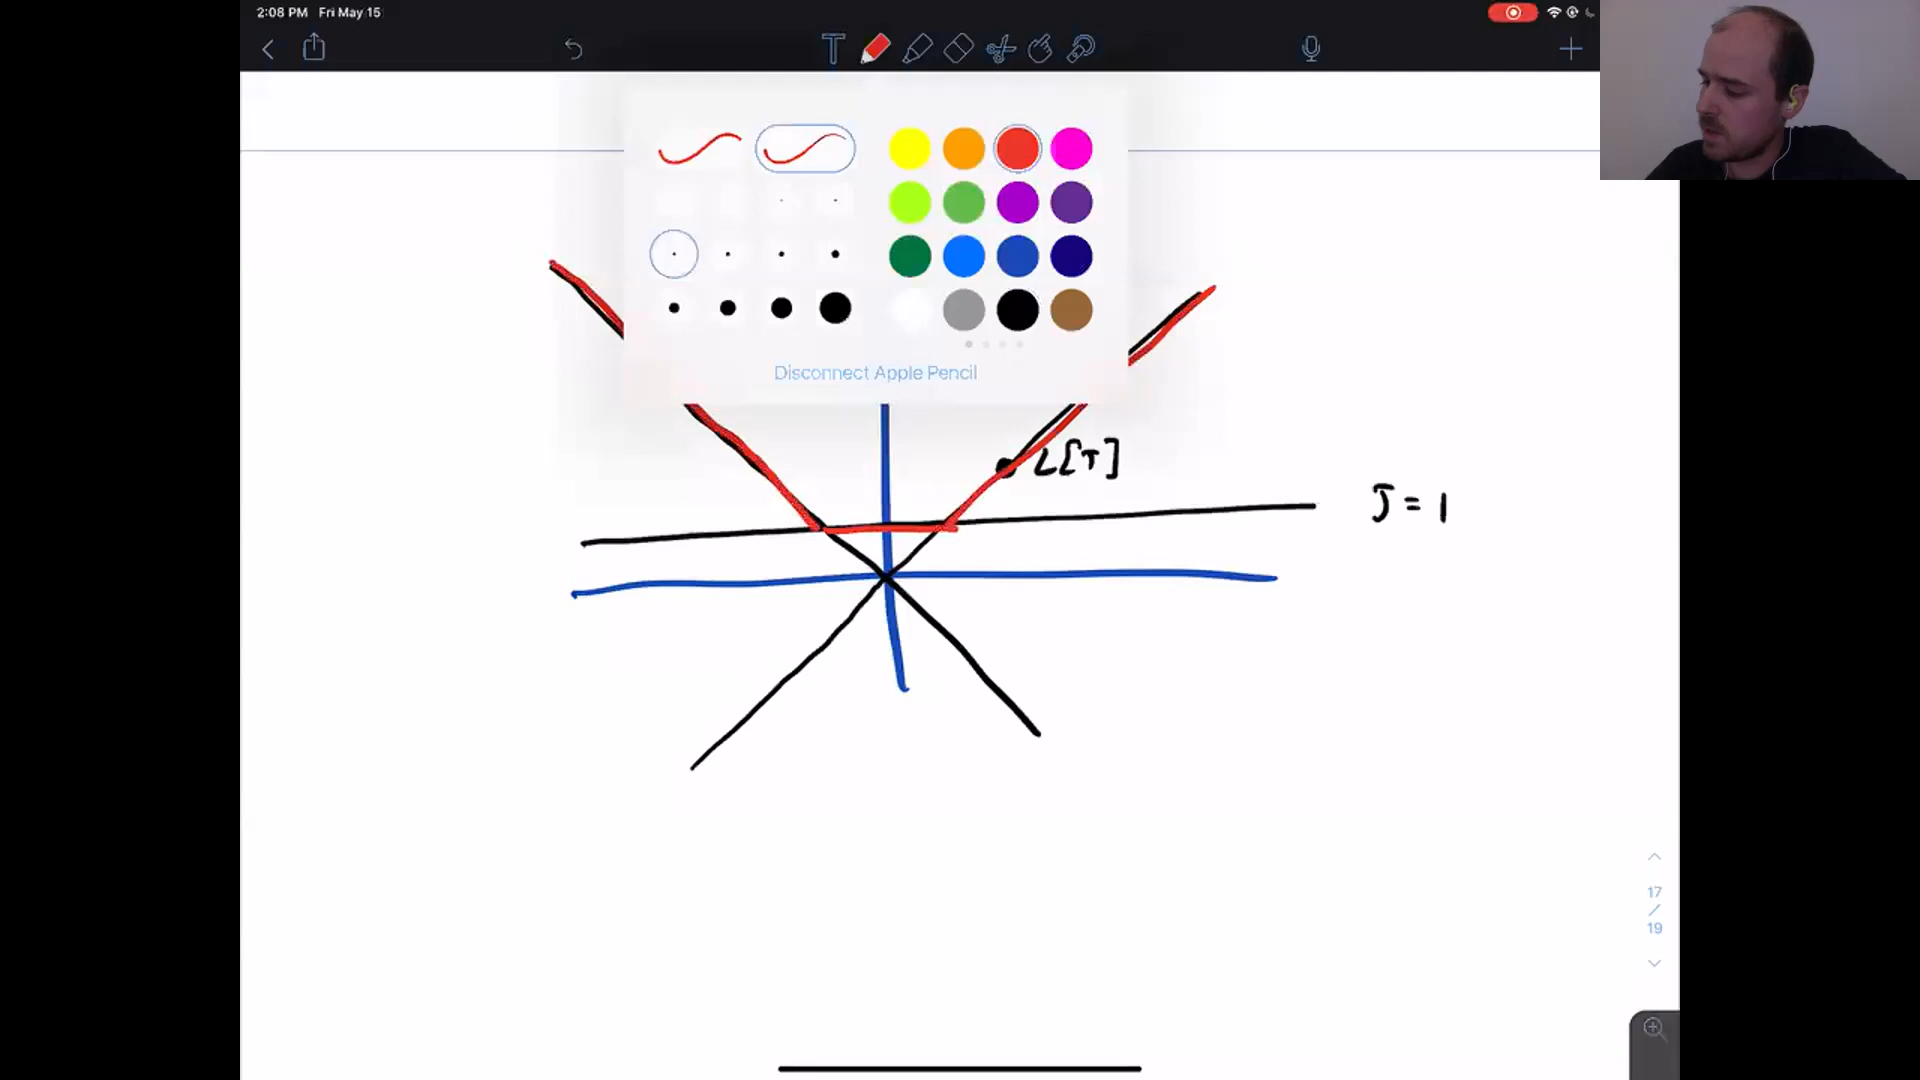 2:08 PM Fri May 15
Disconnect Apple Pencil
L[T]
J = 1
17
/
19